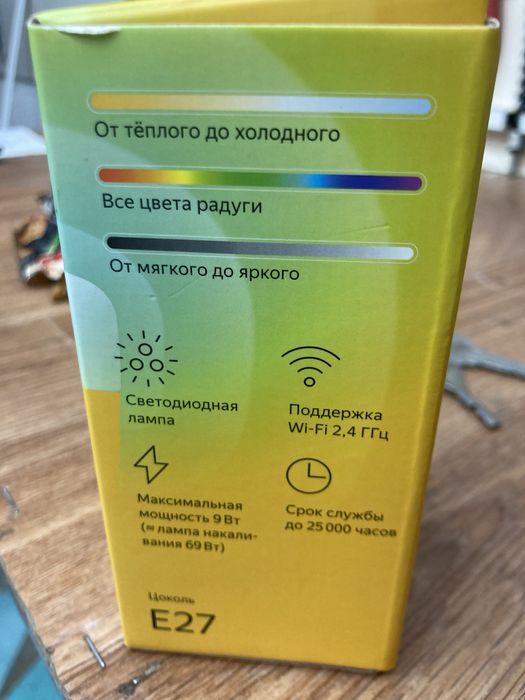 От тёплого до холодного
Все цвета радуги
От мягкого до яркого
Светодиодная
лампа
Поддержка
Wi-Fi 2,4 ГГц
Максимальная
мощность 9 Вт
(≈ лампа накали-
вания 69 Вт)
Срок службы
до 25 000 часов
Цоколь
E27